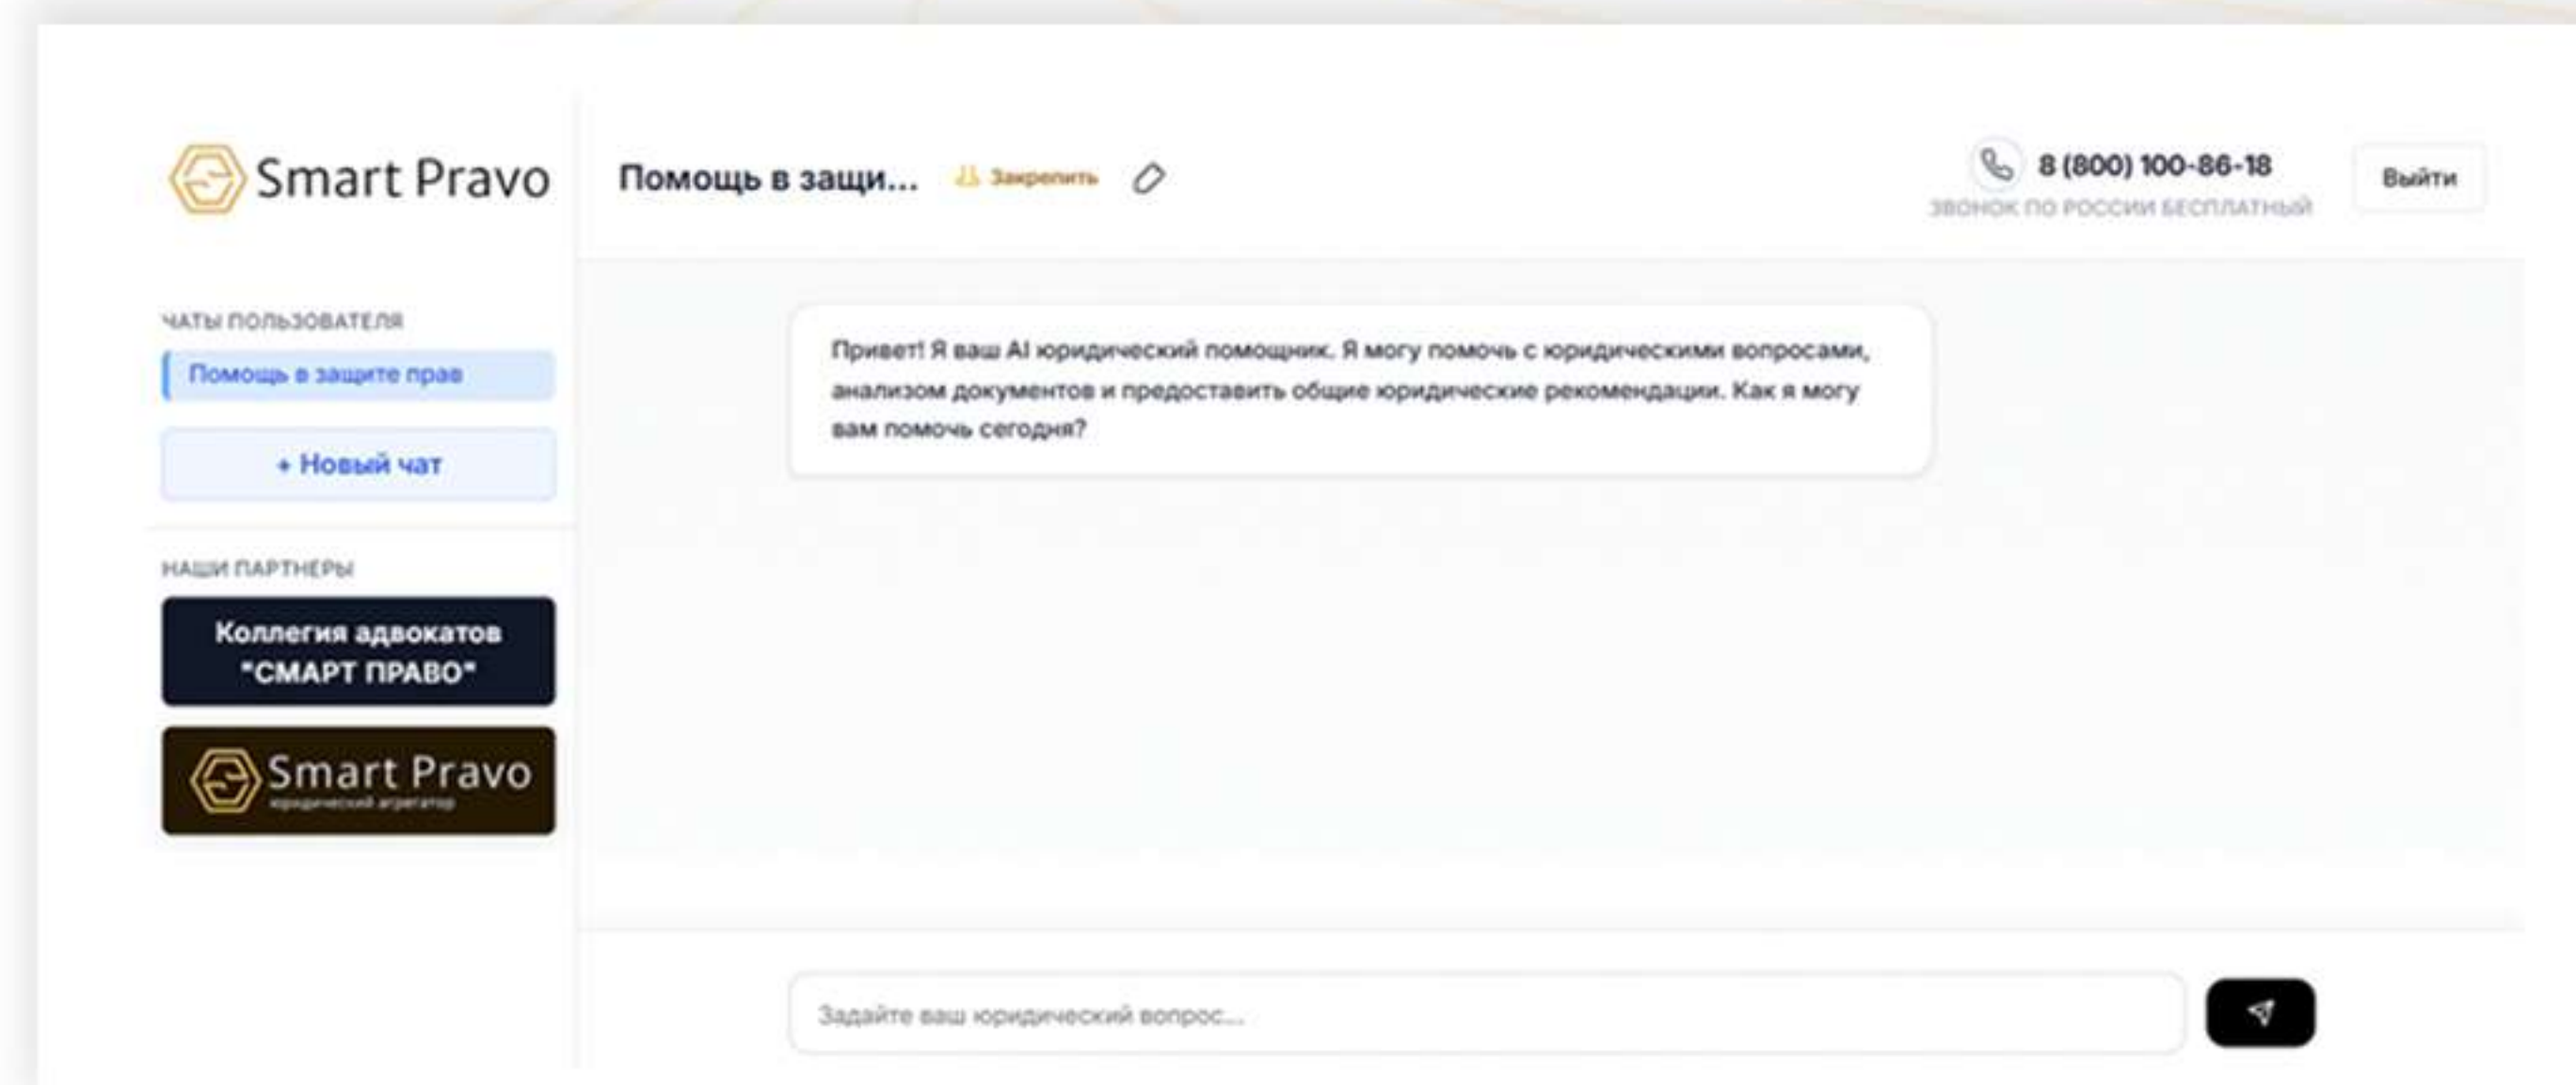 Smart Pravo
Помощь в защи...
Закрепить
8 (800) 100-86-18
ЗВОНОК ПО РОССИИ БЕСПЛАТНЫЙ
Выйти
ЧАТЫ ПОЛЬЗОВАТЕЛЯ
Помощь в защите прав
+ Новый чат
НАШИ ПАРТНЕРЫ
Коллегия адвокатов
"СМАРТ ПРАВО"
Smart Pravo
юридический агрегатор
Привет! Я ваш AI юридический помощник. Я могу помочь с юридическими вопросами,
анализом документов и предоставить общие юридические рекомендации. Как я могу
вам помочь сегодня?
Задайте ваш юридический вопрос...